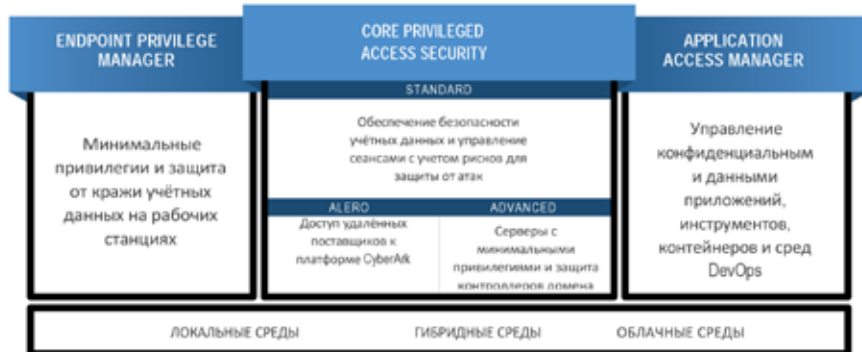 ENDPOINT PRIVILEGE
MANAGER
Минимальные
привилегии и защита
от кражи учётных
данных на рабочих
станциях
CORE PRIVILEGED
ACCESS SECURITY
STANDARD
Обеспечение безопасности
учётных данных и управление
сеансами с учетом рисков для
защиты от атак
ALERO
Доступ удалённых
поставщиков к
платформе CyberArk
ADVANCED
Серверы с
минимальными
привилегиями и защита
контроллеров домена
APPLICATION
ACCESS MANAGER
Управление
конфиденциальным
и данными
приложений,
инструментов,
контейнеров и сред
DevOps
ЛОКАЛЬНЫЕ СРЕДЫ
ГИБРИДНЫЕ СРЕДЫ
ОБЛАЧНЫЕ СРЕДЫ